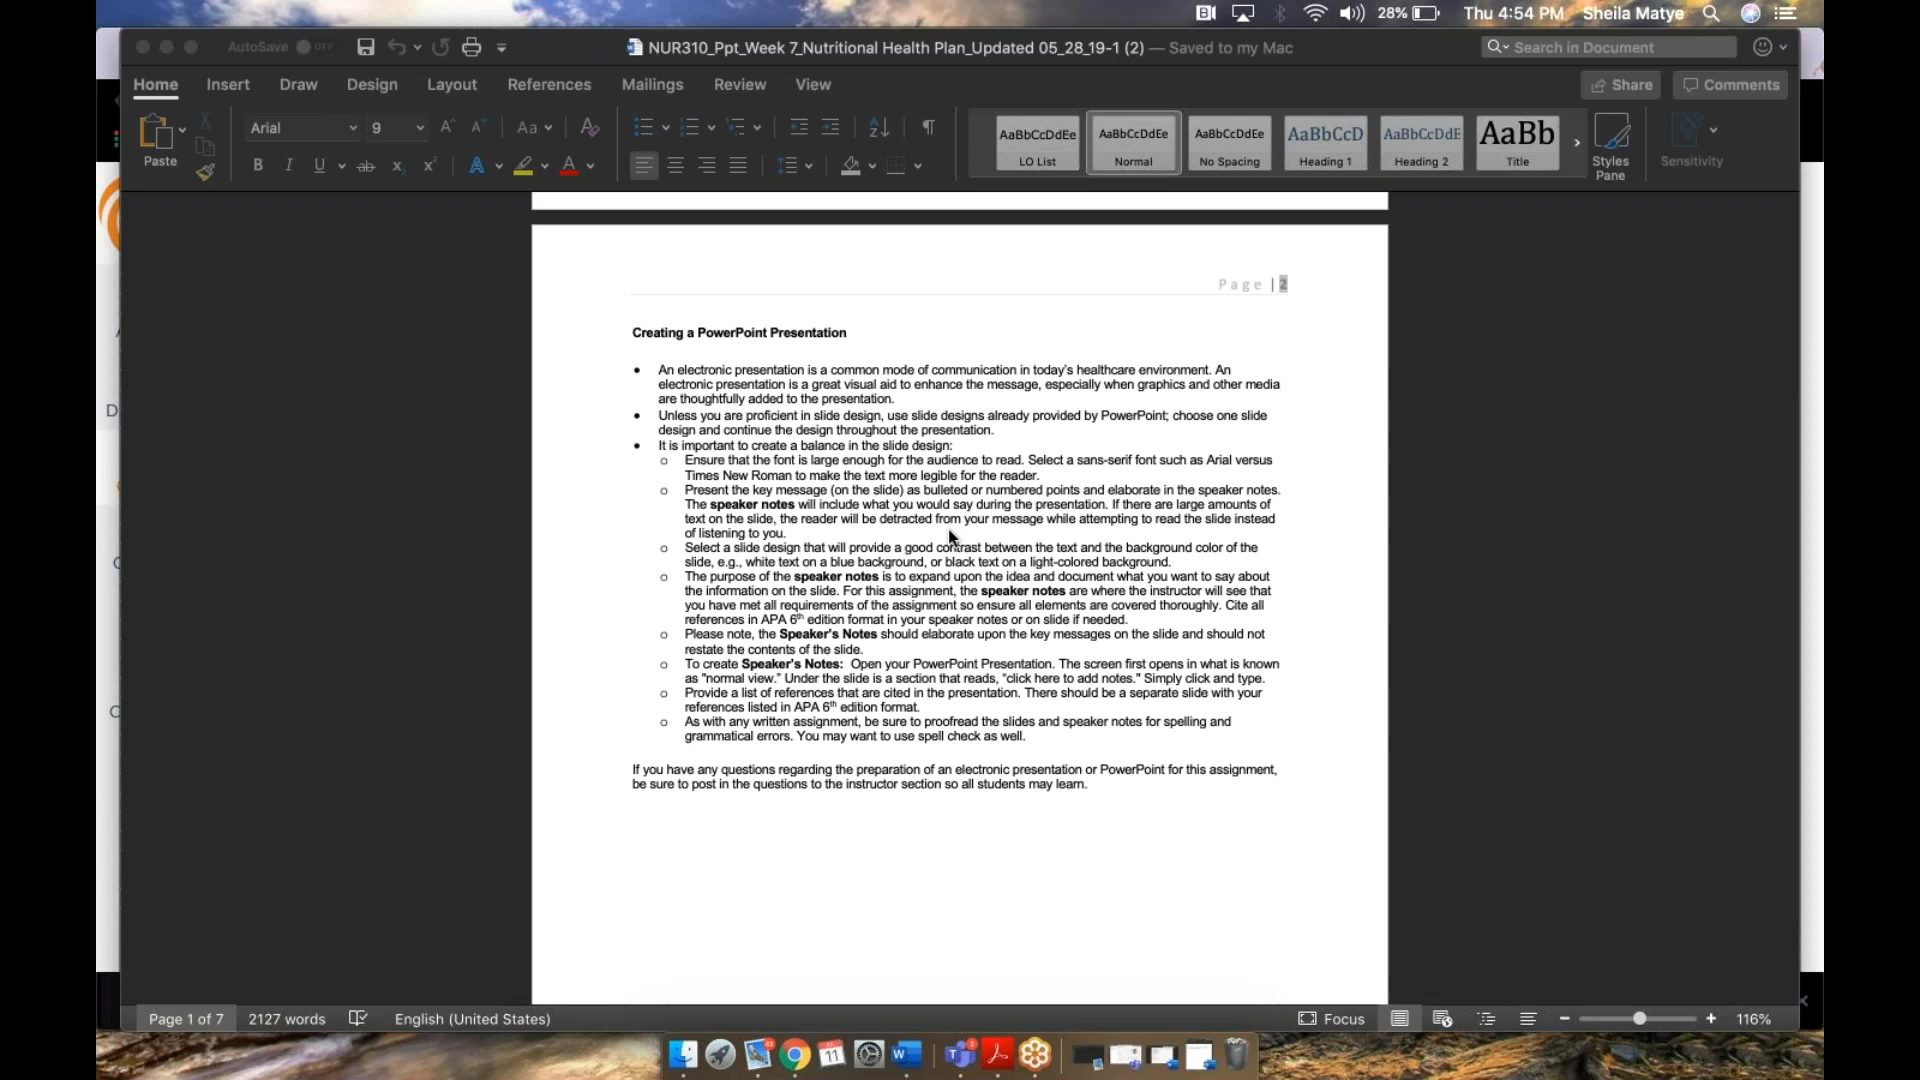 28% Thu 4:54 PM Sheila Matye
AutoSave OFF NUR310_Ppt_Week 7_Nutritional Health Plan_Updated 05_28_19-1 (2) — Saved to my Mac Search in Document
Home Insert Draw Design Layout References Mailings Review View Share Comments
Paste Arial 9 Aa
AaBbCcDdEe AaBbCcDdEe AaBbCcDdEe AaBbCcD AaBbCcDdE AaBb
LO List Normal No Spacing Heading 1 Heading 2 Title Styles Pane Sensitivity
Page | 2
Creating a PowerPoint Presentation
• An electronic presentation is a common mode of communication in today’s healthcare environment. An
electronic presentation is a great visual aid to enhance the message, especially when graphics and other media
are thoughtfully added to the presentation.
• Unless you are proficient in slide design, use slide designs already provided by PowerPoint; choose one slide
design and continue the design throughout the presentation.
• It is important to create a balance in the slide design:
o Ensure that the font is large enough for the audience to read. Select a sans-serif font such as Arial versus
Times New Roman to make the text more legible for the reader.
o Present the key message (on the slide) as bulleted or numbered points and elaborate in the speaker notes.
The speaker notes will include what you would say during the presentation. If there are large amounts of
text on the slide, the reader will be detracted from your message while attempting to read the slide instead
of listening to you.
o Select a slide design that will provide a good contrast between the text and the background color of the
slide, e.g., white text on a blue background, or black text on a light-colored background.
o The purpose of the speaker notes is to expand upon the idea and document what you want to say about
the information on the slide. For this assignment, the speaker notes are where the instructor will see that
you have met all requirements of the assignment so ensure all elements are covered thoroughly. Cite all
references in APA 6th edition format in your speaker notes or on slide if needed.
o Please note, the Speaker’s Notes should elaborate upon the key messages on the slide and should not
restate the contents of the slide.
o To create Speaker’s Notes: Open your PowerPoint Presentation. The screen first opens in what is known
as "normal view.” Under the slide is a section that reads, “click here to add notes." Simply click and type.
o Provide a list of references that are cited in the presentation. There should be a separate slide with your
references listed in APA 6th edition format.
o As with any written assignment, be sure to proofread the slides and speaker notes for spelling and
grammatical errors. You may want to use spell check as well.
If you have any questions regarding the preparation of an electronic presentation or PowerPoint for this assignment,
be sure to post in the questions to the instructor section so all students may learn.
Page 1 of 7 2127 words English (United States) Focus 116%